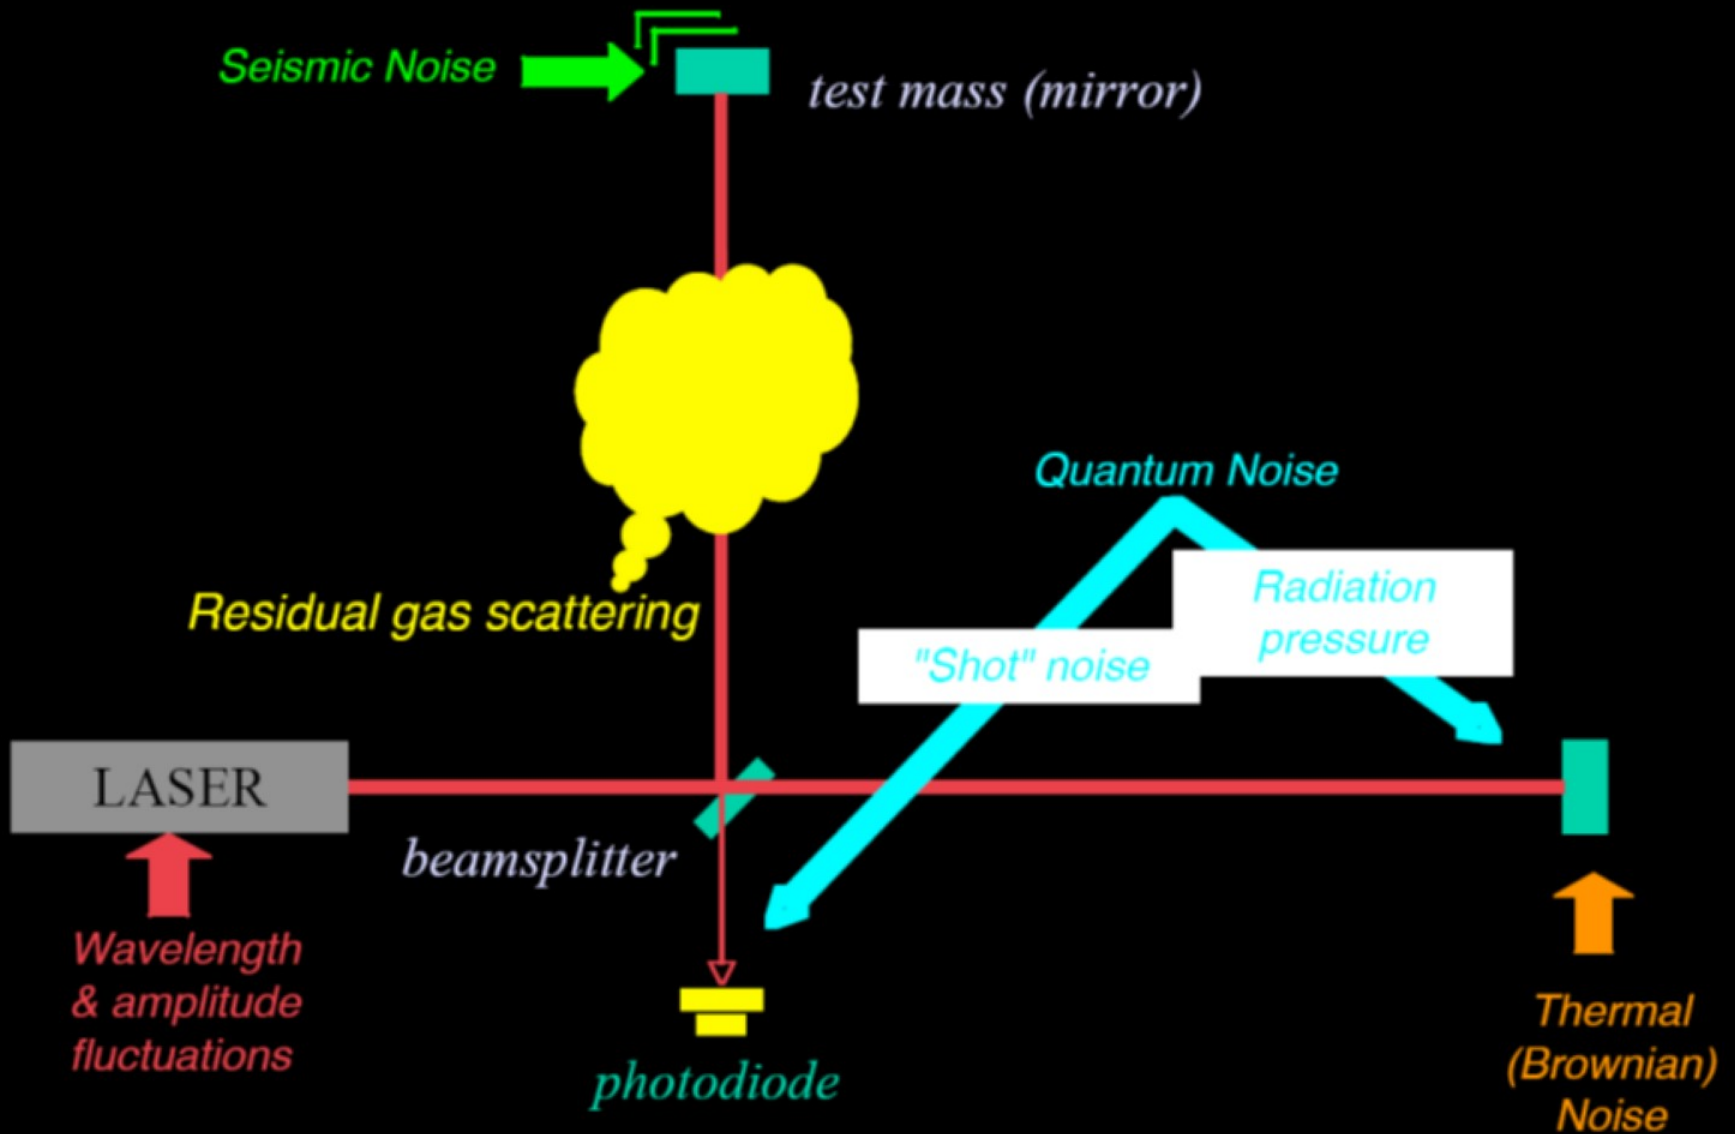 Seismic Noise
test mass (mirror)
Quantum Noise
Radiation
pressure
Residual gas scattering
"Shot" noise
LASER
beamsplitter
Wavelength
& amplitude
fluctuations
photodiode
Thermal
(Brownian)
Noise